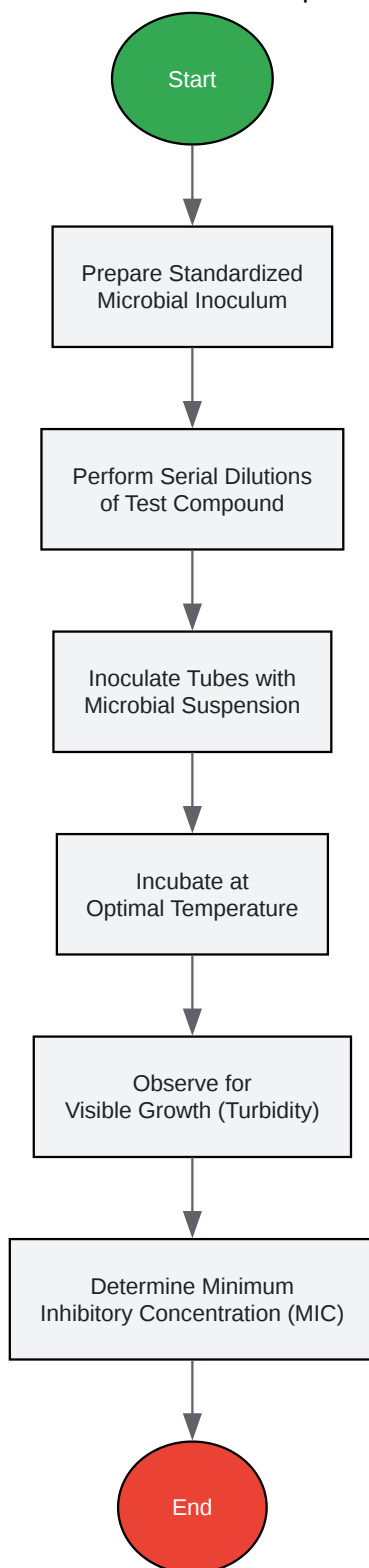 Start
Prepare Standardized
Microbial Inoculum
Perform Serial Dilutions
of Test Compound
Inoculate Tubes with
Microbial Suspension
Incubate at
Optimal Temperature
Observe for
Visible Growth (Turbidity)
Determine Minimum
Inhibitory Concentration (MIC)
End